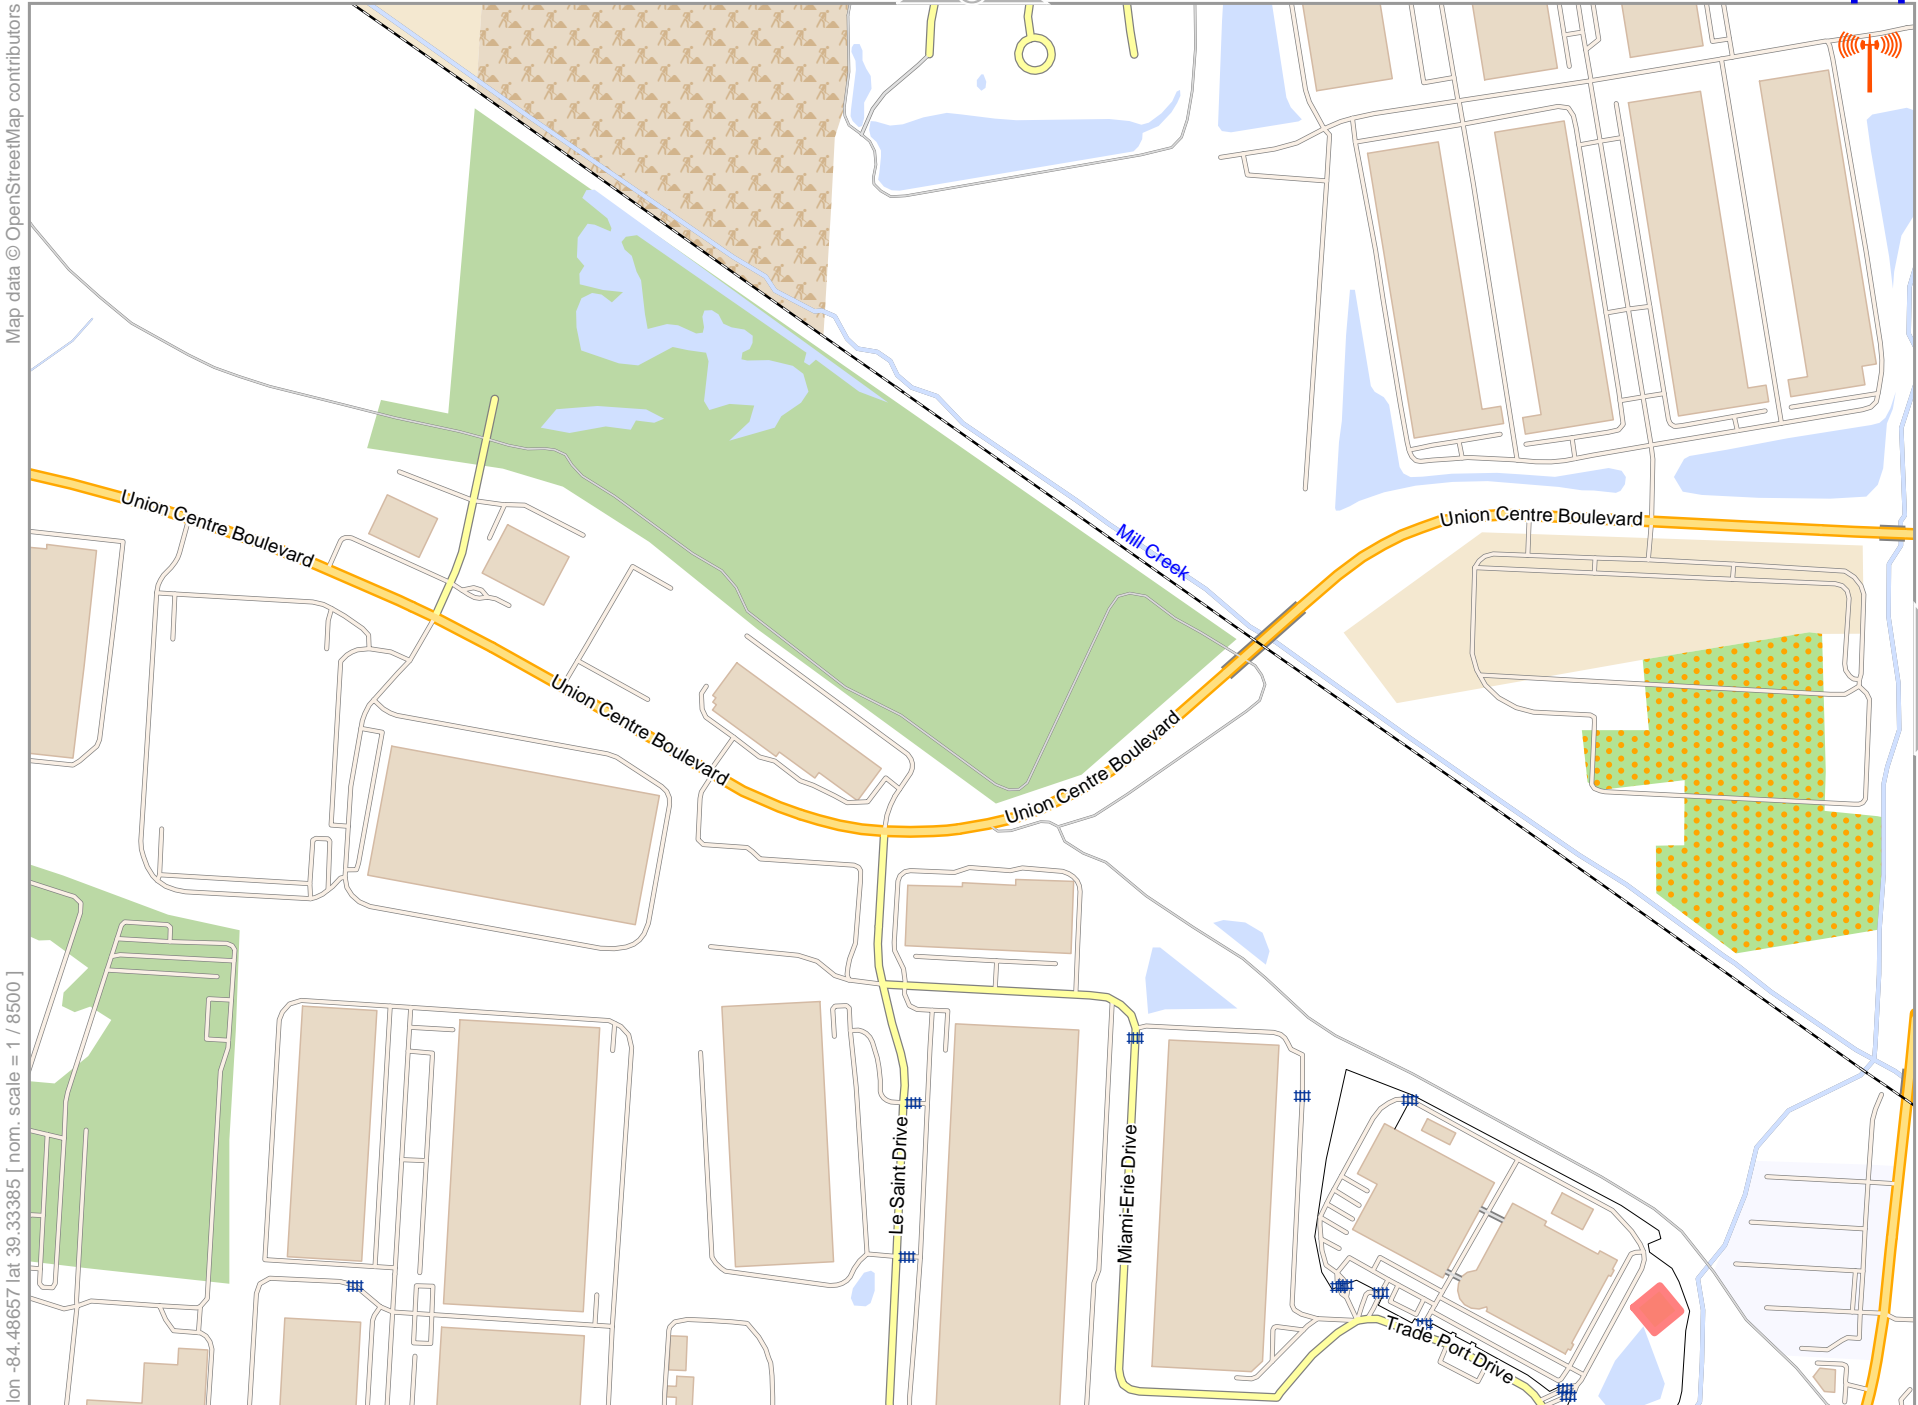 Map data © OpenStreetMap contributors
Union Centre Boulevard
Union Centre Boulevard
Mill Creek
Union Centre Boulevard
Union Centre Boulevard
Le Saint Drive
Miami-Erie Drive
Trade Port Drive
lon -84.48657 lat 39.33385 [ nom. scale = 1 / 8500 ]